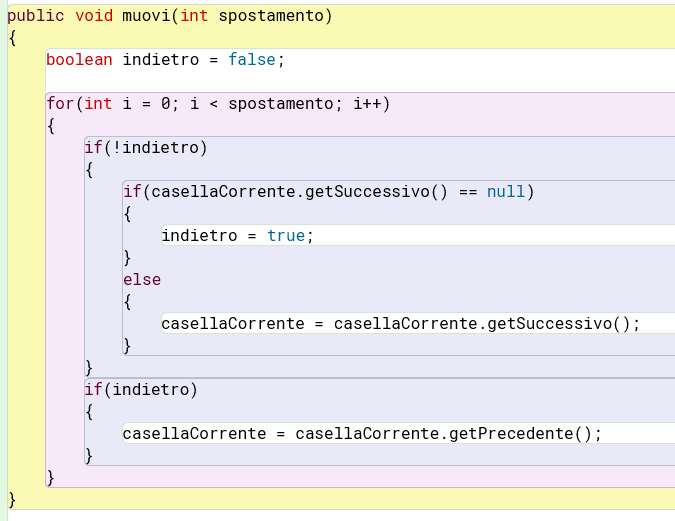 public void muovi(int spostamento)
{
boolean indietro = false;
for(int i = 0; i < spostamento; i++)
{
if(!indietro)
{
if(casellaCorrente.getSuccessivo() == null)
{
indietro = true;
}
else
{
casellaCorrente = casellaCorrente.getSuccessivo();
}
}
if(indietro)
{
casellaCorrente = casellaCorrente.getPrecedente();
}
}
}